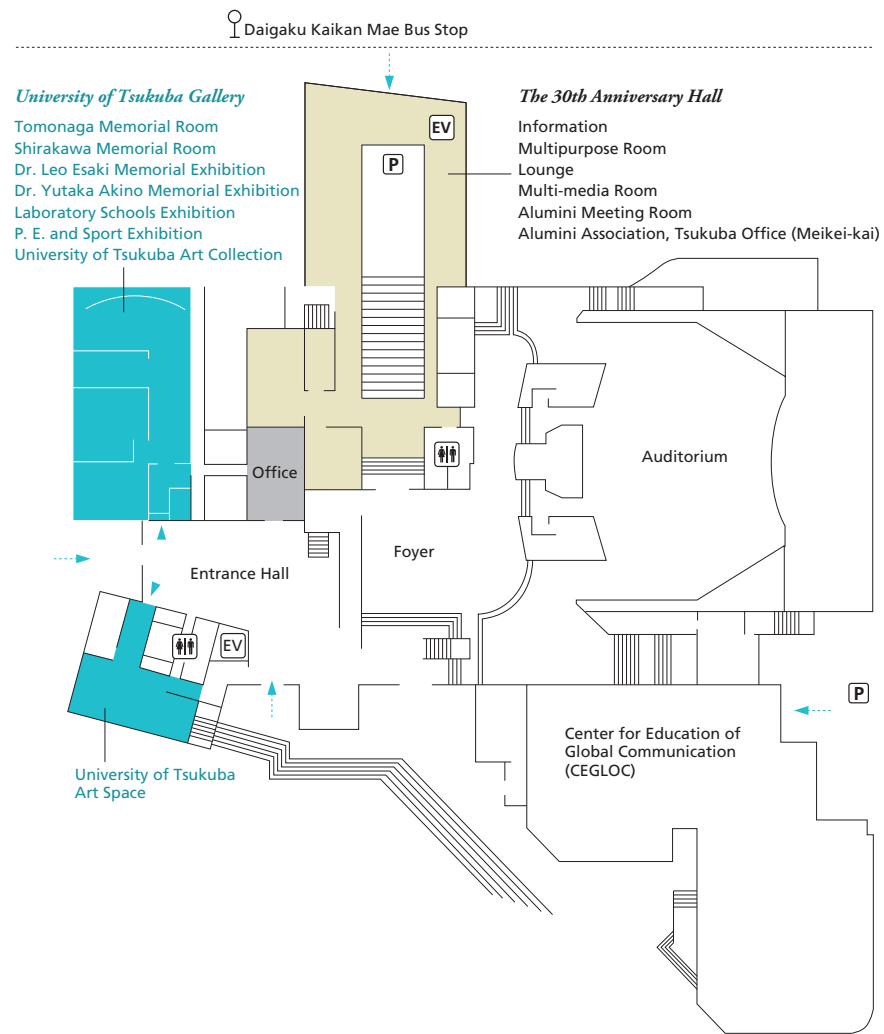 Daigaku Kaikan Mae Bus Stop
University of Tsukuba Gallery
Tomonaga Memorial Room
Shirakawa Memorial Room
Dr. Leo Esaki Memorial Exhibition
Dr. Yutaka Akino Memorial Exhibition
Laboratory Schools Exhibition
P. E. and Sport Exhibition
University of Tsukuba Art Collection
EV
P
The 30th Anniversary Hall
Information
Multipurpose Room
Lounge
Multi-media Room
Alumini Meeting Room
Alumini Association, Tsukuba Office (Meikei-kai)
Office
Auditorium
Foyer
Entrance Hall
EV
P
Center for Education of
Global Communication
(CEGLOC)
University of Tsukuba
Art Space